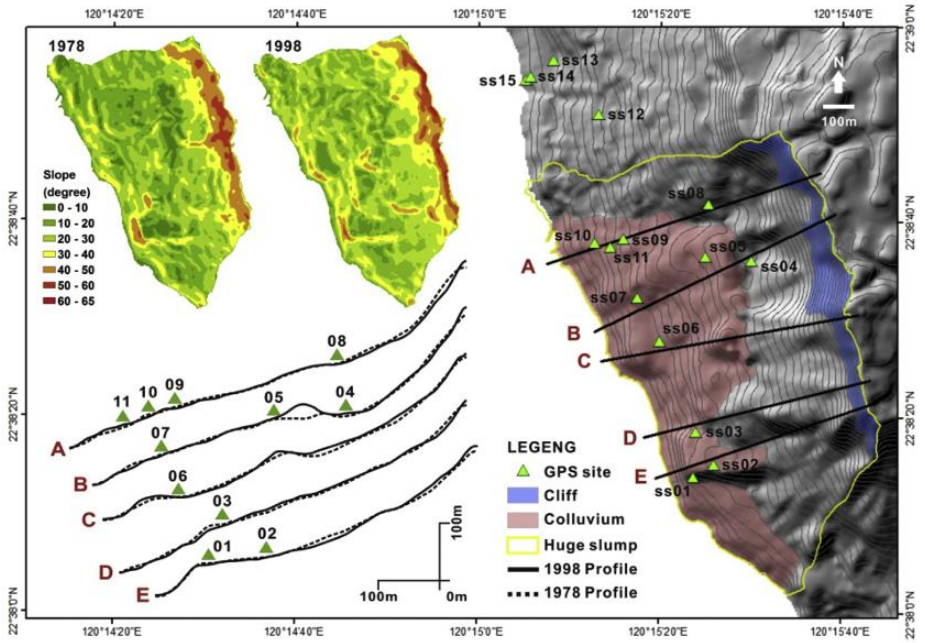 120°14'20"E 120°14'40"E 120°15'0"E 120°15'20"E 120°15'40"E
22°39'0"N
22°38'40"N
22°38'20"N
22°38'0"N
1978
1998
Slope
(degree)
0 - 10
10 - 20
20 - 30
30 - 40
40 - 50
50 - 60
60 - 65
08
11 10 09
A
05 04
07
B
06
C
03
D
01 02
E
100m
100m 0m
N
100m
ss13
ss15 ss14
ss12
ss08
ss10 ss09
ss11
ss05
ss04
A
ss07
B
ss06
C
ss03
D
ss02
E
ss01
LEGENG
GPS site
Cliff
Colluvium
Huge slump
1998 Profile
1978 Profile
22°39'0"N
22°38'40"N
22°38'20"N
22°38'0"N
120°14'20"E 120°14'40"E 120°15'0"E 120°15'20"E 120°15'40"E